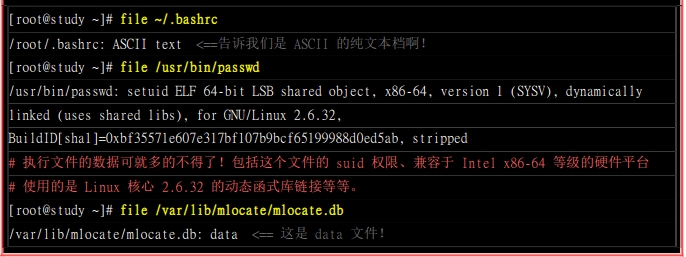 [root@study ~]# file ~/.bashrc
/root/.bashrc: ASCII text  <==告诉我们是 ASCII 的纯文本档啊!
[root@study ~]# file /usr/bin/passwd
/usr/bin/passwd: setuid ELF 64-bit LSB shared object, x86-64, version 1 (SYSV), dynamically
linked (uses shared libs), for GNU/Linux 2.6.32,
BuildID[sha1]=0xbf35571e607e317bf107b9bcf65199988d0ed5ab, stripped
# 执行文件的数据可就多的不得了!包括这个文件的 suid 权限、兼容于 Intel x86-64 等级的硬件平台
# 使用的是 Linux 核心 2.6.32 的动态函式库链接等等。
[root@study ~]# file /var/lib/mlocate/mlocate.db
/var/lib/mlocate/mlocate.db: data  <== 这是 data 文件!